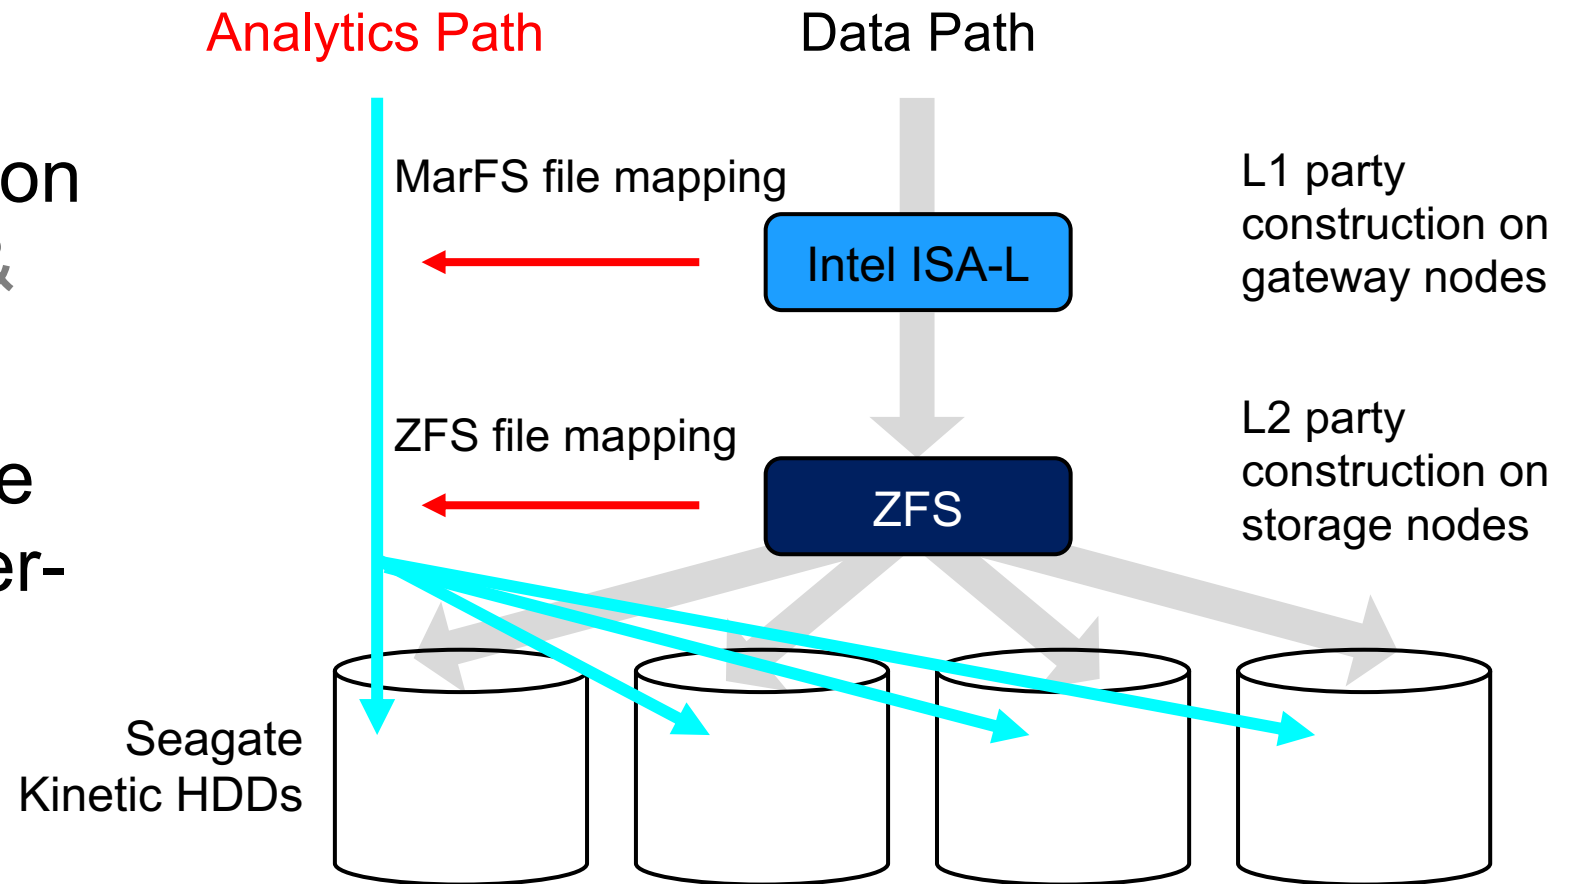 Analytics Path
Data Path
on
&
MarFS file mapping
Intel ISA-L
L1 party
construction on
gateway nodes
ZFS file mapping
ZFS
L2 party
construction on
storage nodes
e
er-
Seagate
Kinetic HDDs